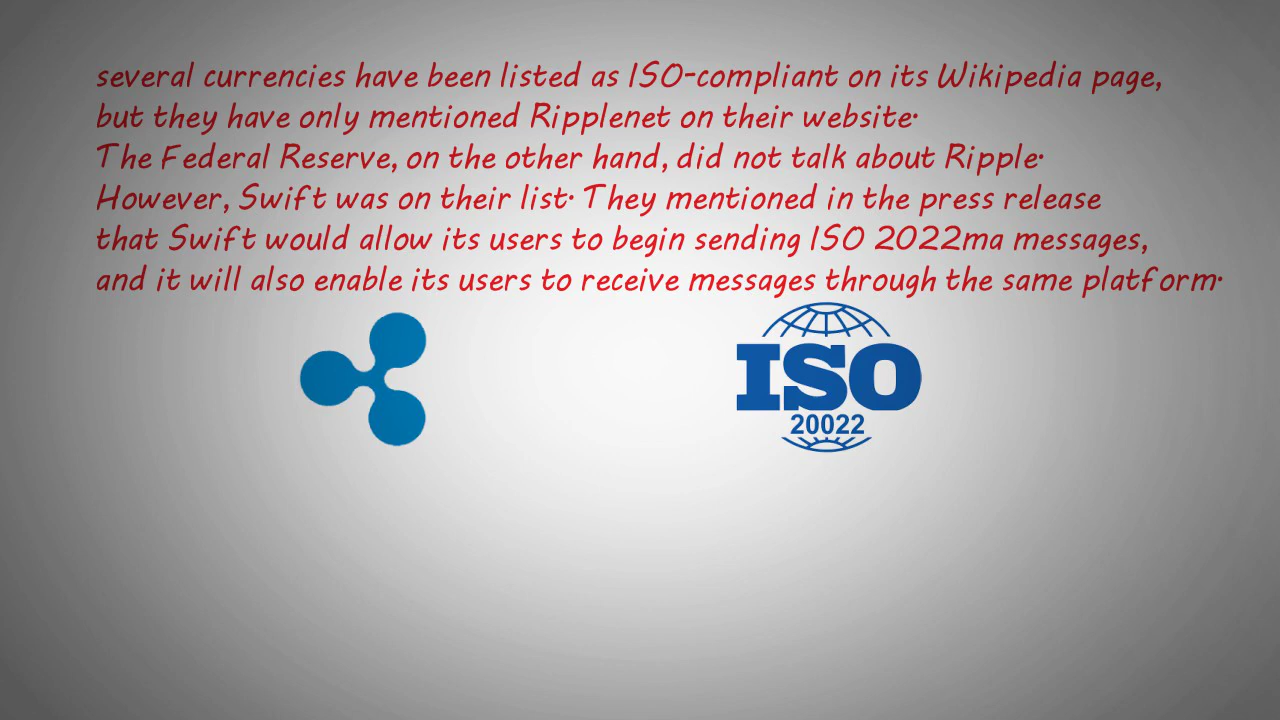 several currencies have been listed as ISO-compliant on its Wikipedia page,
but they have only mentioned Ripplenet on their website.
The Federal Reserve, on the other hand, did not talk about Ripple.
However, Swift was on their list. They mentioned in the press release
that Swift would allow its users to begin sending ISO 2022ma messages,
and it will also enable its users to receive messages through the same platform.
ISO
20022